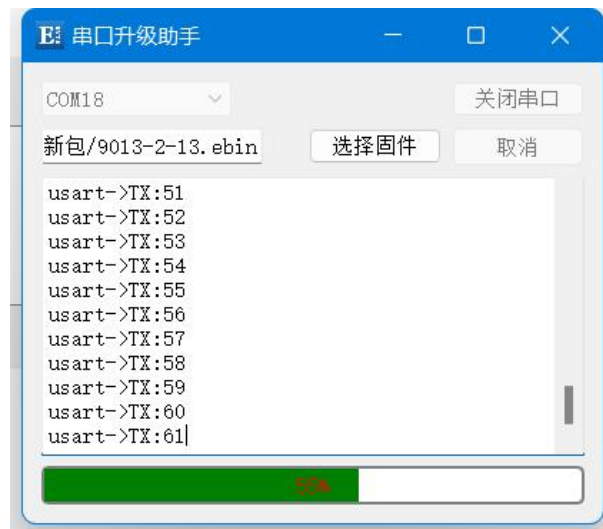 E 串口升级助手
COM18
关闭串口
新包/9013-2-13.ebin
选择固件
取消
usart->TX:51
usart->TX:52
usart->TX:53
usart->TX:54
usart->TX:55
usart->TX:56
usart->TX:57
usart->TX:58
usart->TX:59
usart->TX:60
usart->TX:61
55%